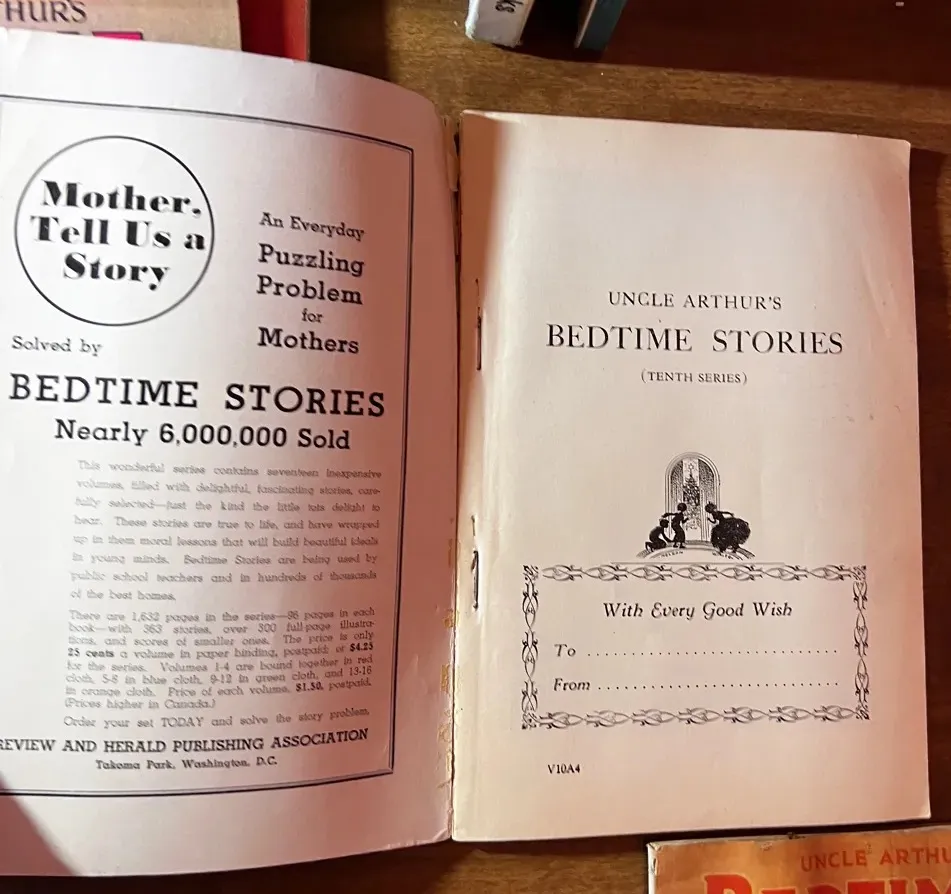 THUR'S
ks
Mother,
Tell Us a
Story
An Everyday
Puzzling
Problem
for
Mothers
Solved by
BEDTIME STORIES
Nearly 6,000,000 Sold
This wonderful series contains seventeen inexpensive
volumes, filled with delightful, fascinating stories, care-
fully selected—just the kind the little tots delight to
hear. These stories are true to life, and have wrapped
up in them moral lessons that will build beautiful ideals
in young minds. Bedtime Stories are being used by
public school teachers and in hundreds of thousands
of the best homes.
There are 1,632 pages in the series—96 pages in each
book—with 363 stories, over 300 full-page illustra-
tions, and scores of smaller ones. The price is only
25 cents a volume in paper binding, postpaid; or $4.25
for the series. Volumes 1-4 are bound together in red
cloth, 5-8 in blue cloth, 9-12 in green cloth, and 13-16
in orange cloth. Price of each volume, $1.50, postpaid.
(Prices higher in Canada.)
Order your set TODAY and solve the story problem.
REVIEW AND HERALD PUBLISHING ASSOCIATION
Takoma Park, Washington, D.C.
UNCLE ARTHUR'S
BEDTIME STORIES
(TENTH SERIES)
With Every Good Wish
To
From
V10A4
UNCLE ARTHU
BEDTIM